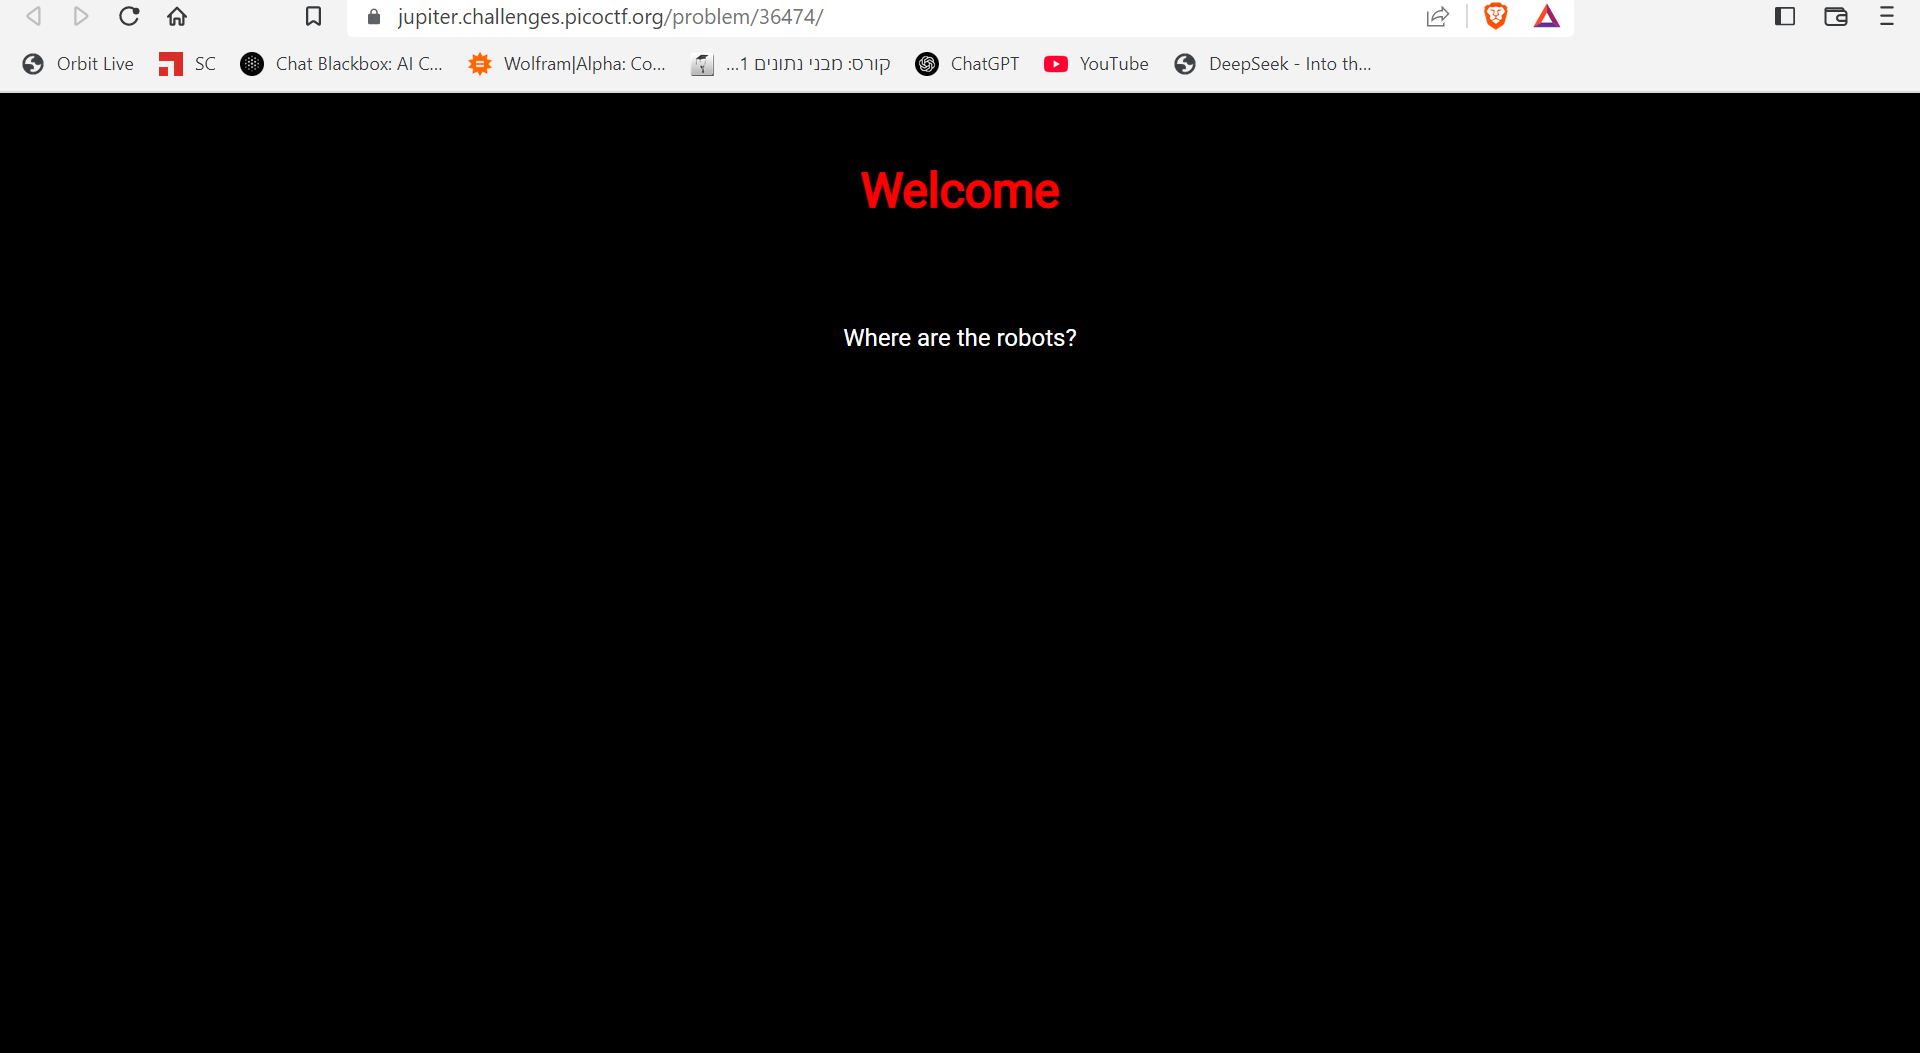 jupiter.challenges.picoctf.org/problem/36474/
Orbit Live
SC
Chat Blackbox: AI C...
Wolfram|Alpha: Co...
קורס: מבני נתונים 1...
ChatGPT
YouTube
DeepSeek - Into th...
Welcome
Where are the robots?